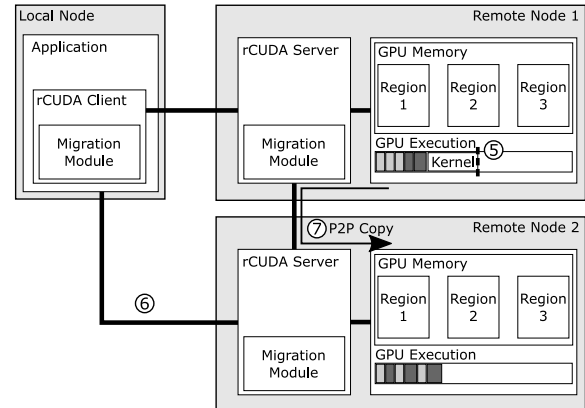 Local Node
Application
rCUDA Client
Migration
Module
Remote Node 1
rCUDA Server
Migration
Module
GPU Memory
Region
1
Region
2
Region
3
GPU Execution
⑤
Kernel
⑦ P2P Copy
⑥
Remote Node 2
rCUDA Server
Migration
Module
GPU Memory
Region
1
Region
2
Region
3
GPU Execution